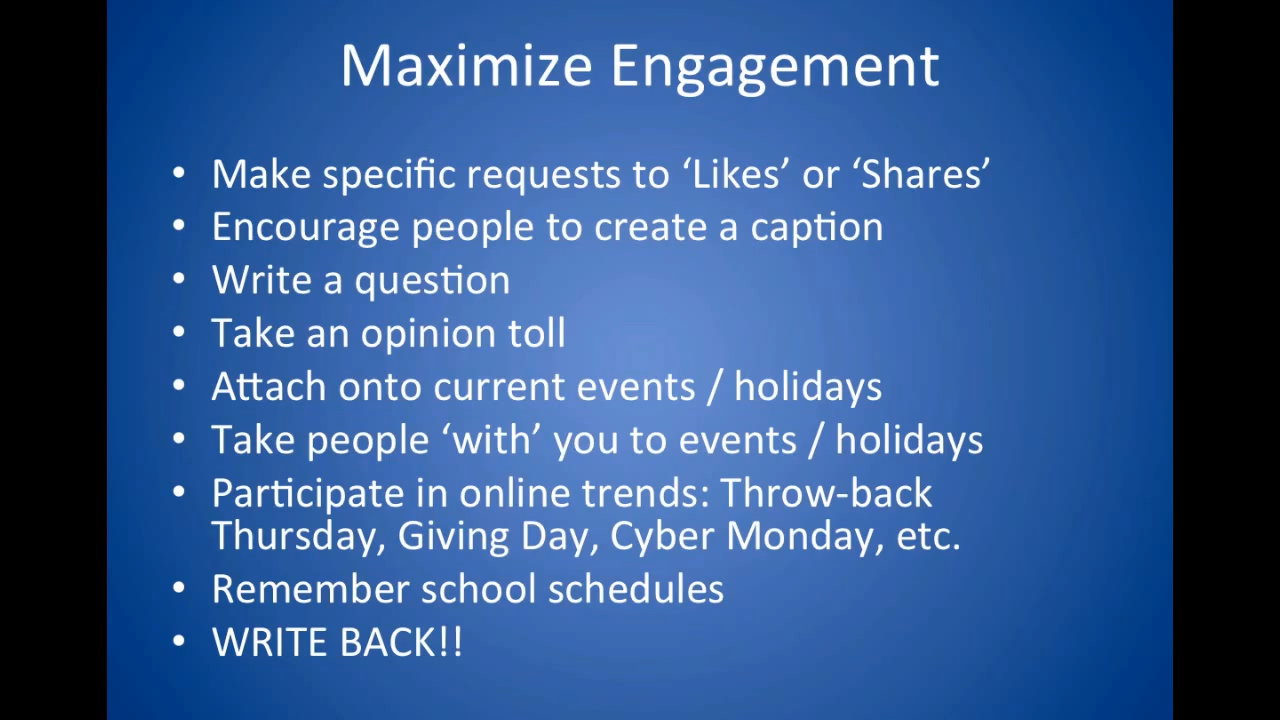 Maximize Engagement
• Make specific requests to ‘Likes’ or ‘Shares’
• Encourage people to create a caption
• Write a question
• Take an opinion toll
• Attach onto current events / holidays
• Take people ‘with’ you to events / holidays
• Participate in online trends: Throw-back
Thursday, Giving Day, Cyber Monday, etc.
• Remember school schedules
• WRITE BACK!!